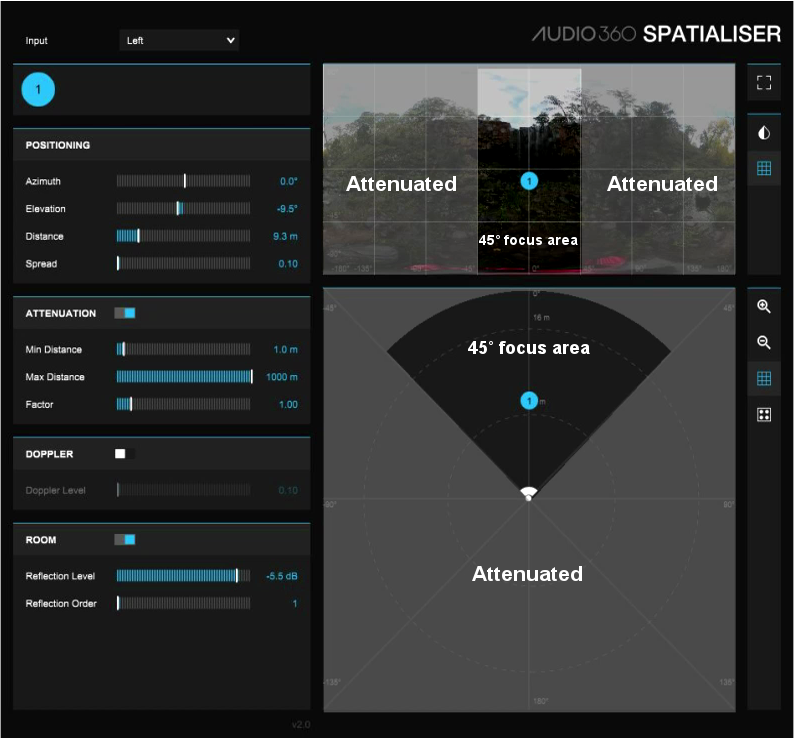 Input
Left
AUDIO360 SPATIALISER
1
POSITIONING
Azimuth 0.0°
Elevation -9.5°
Distance 9.3 m
Spread 0.10
ATTENUATION
Min Distance 1.0 m
Max Distance 1000 m
Factor 1.00
DOPPLER
Doppler Level 0.10
ROOM
Reflection Level -5.5 dB
Reflection Order 1
v2.0
Attenuated
1
Attenuated
45° focus area
-180° -135° 0° 135° 180°
0°
-45° 45°
16 m
45° focus area
1 m
-90° 90°
Attenuated
-135° 135°
180°